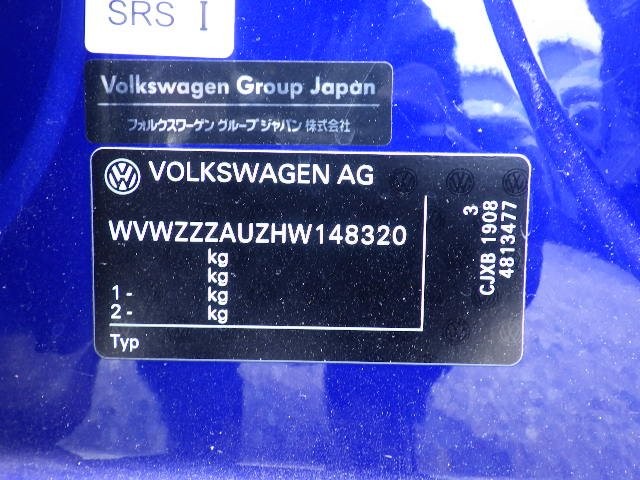 SRS I
Volkswagen Group Japan
フォルクスワーゲン グループ ジャパン 株式会社
VOLKSWAGEN AG
WVWZZZAUZHW148320
kg
kg
1 - kg
2 - kg
Typ
3
CJXB 1908
4813477